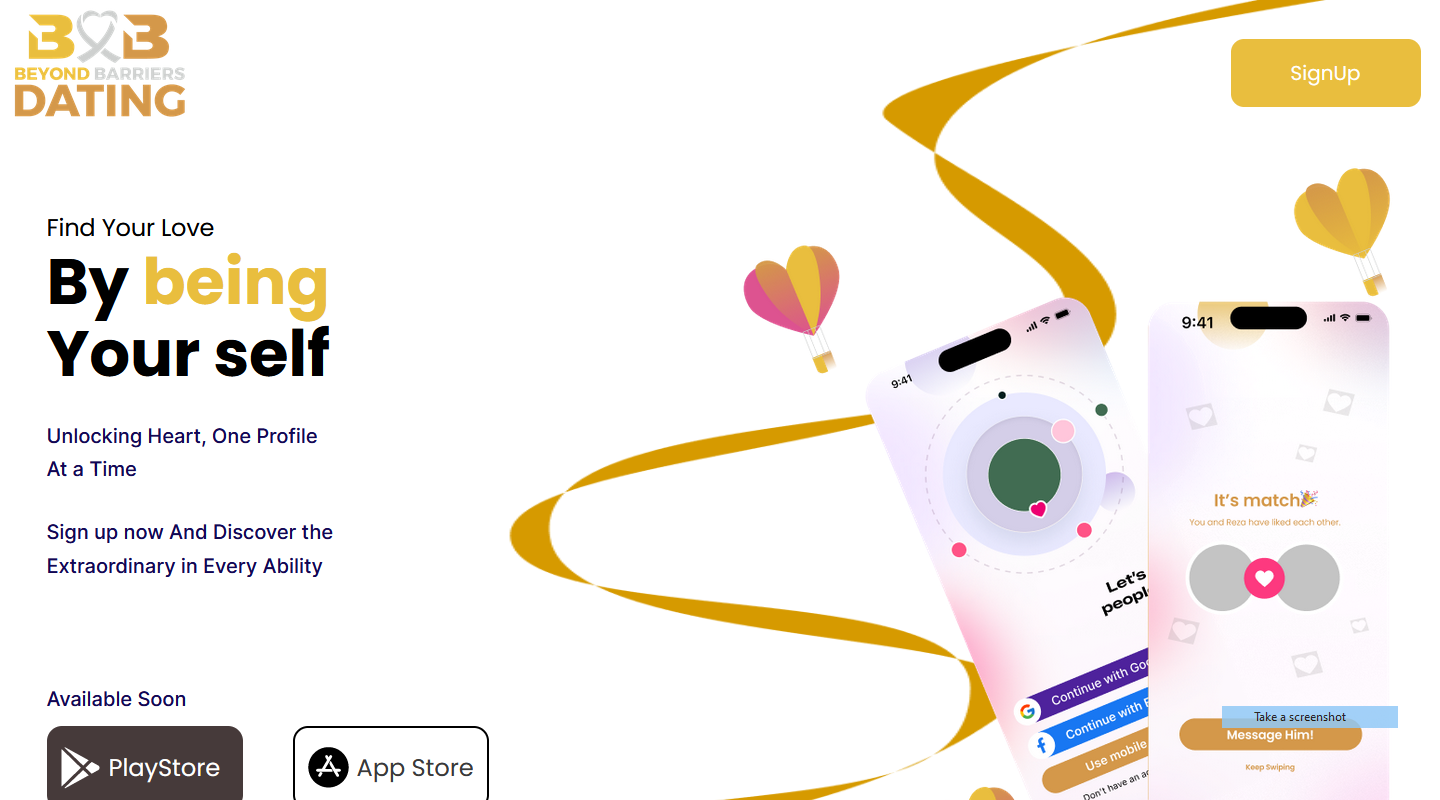 B B
BEYOND BARRIERS
DATING
SignUp
Find Your Love
By being
Your self
Unlocking Heart, One Profile
At a Time
Sign up now And Discover the
Extraordinary in Every Ability
Available Soon
PlayStore
App Store
9:41
Let's
people
Continue with Goo
Continue with
Use mobile
Don't have an
9:41
It's match🎉
You and Reza have liked each other.
Take a screenshot
Message Him!
Keep Swiping